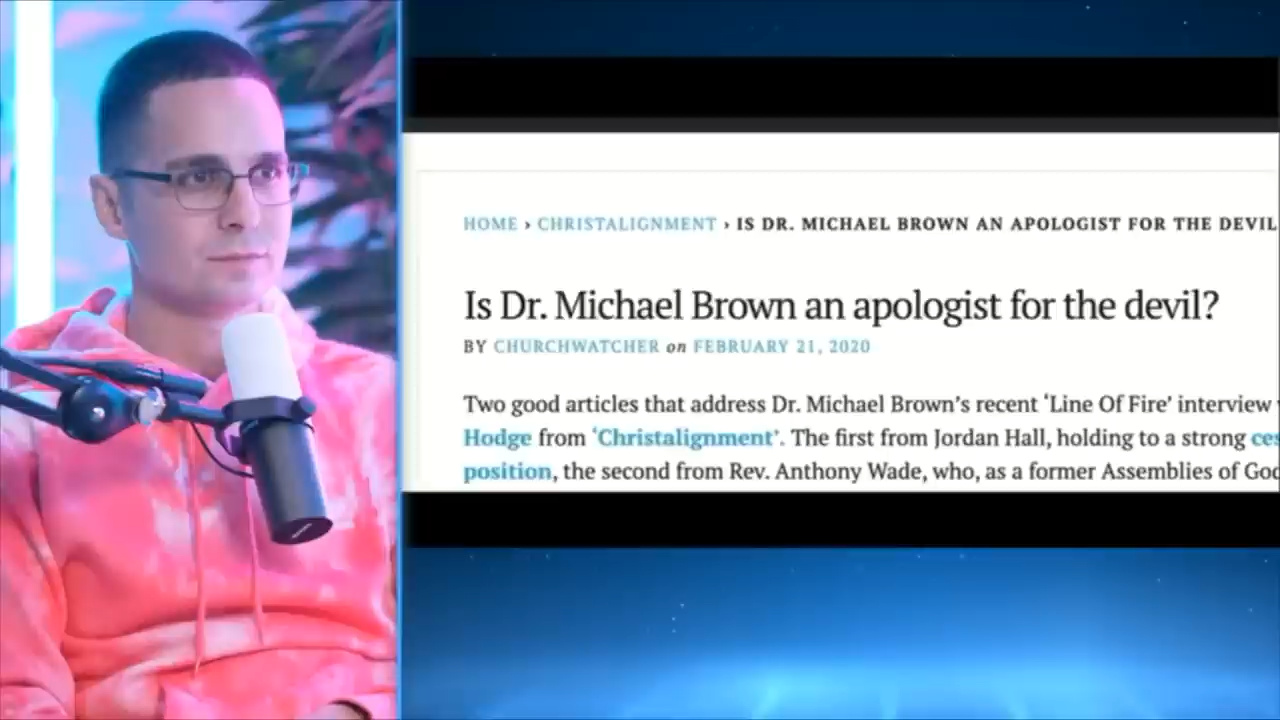 HOME › CHRISTALIGNMENT › IS DR. MICHAEL BROWN AN APOLOGIST FOR THE DEVIL
Is Dr. Michael Brown an apologist for the devil?
BY CHURCHWATCHER on FEBRUARY 21, 2020
Two good articles that address Dr. Michael Brown's recent 'Line Of Fire' interview
Hodge from 'Christalignment'. The first from Jordan Hall, holding to a strong
position, the second from Rev. Anthony Wade, who, as a former Assemblies of God